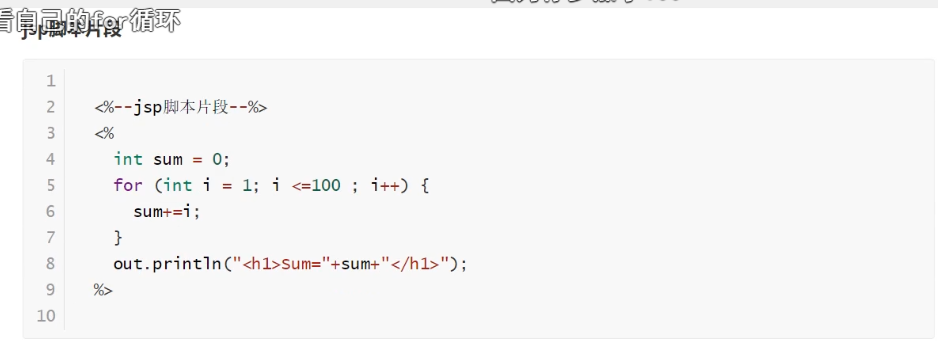 看自己的for循环
jsp脚本片段
1
2 <%--jsp脚本片段--%>
3 <%
4 int sum = 0;
5 for (int i = 1; i <=100 ; i++) {
6 sum+=i;
7 }
8 out.println("<h1>Sum="+sum+"</h1>");
9 %>
10